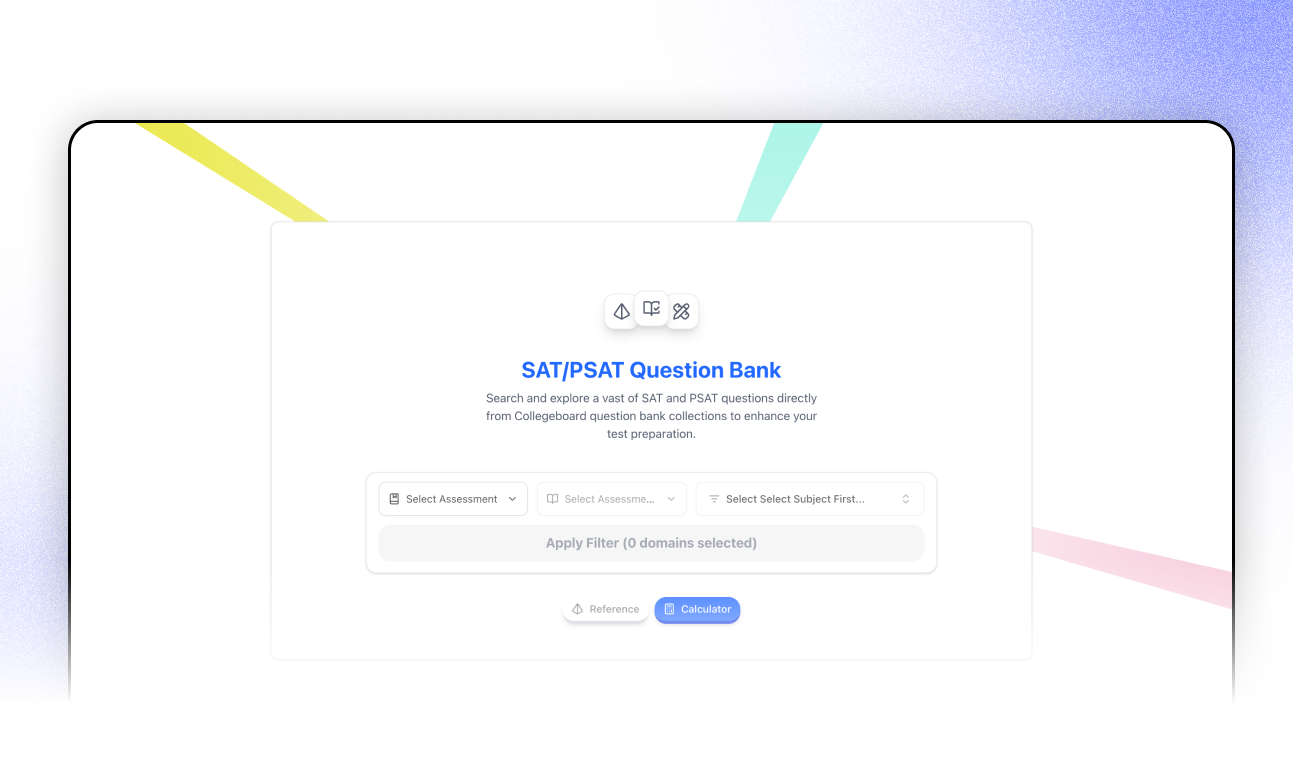 SAT/PSAT Question Bank
Search and explore a vast of SAT and PSAT questions directly
from Collegeboard question bank collections to enhance your
test preparation.
Select Assessment
Select Assessme...
Select Select Subject First...
Apply Filter (0 domains selected)
Reference
Calculator